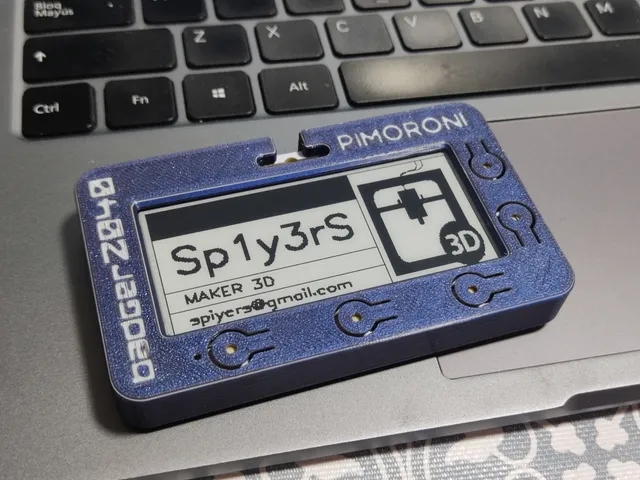 Bloq
Mayús
Z
X
C
V
B
N
M
Ctrl
Fn
Alt
PIMORONI
badger2040
Sp1y3rS
MAKER 3D
spiyers@gmail.com
3D